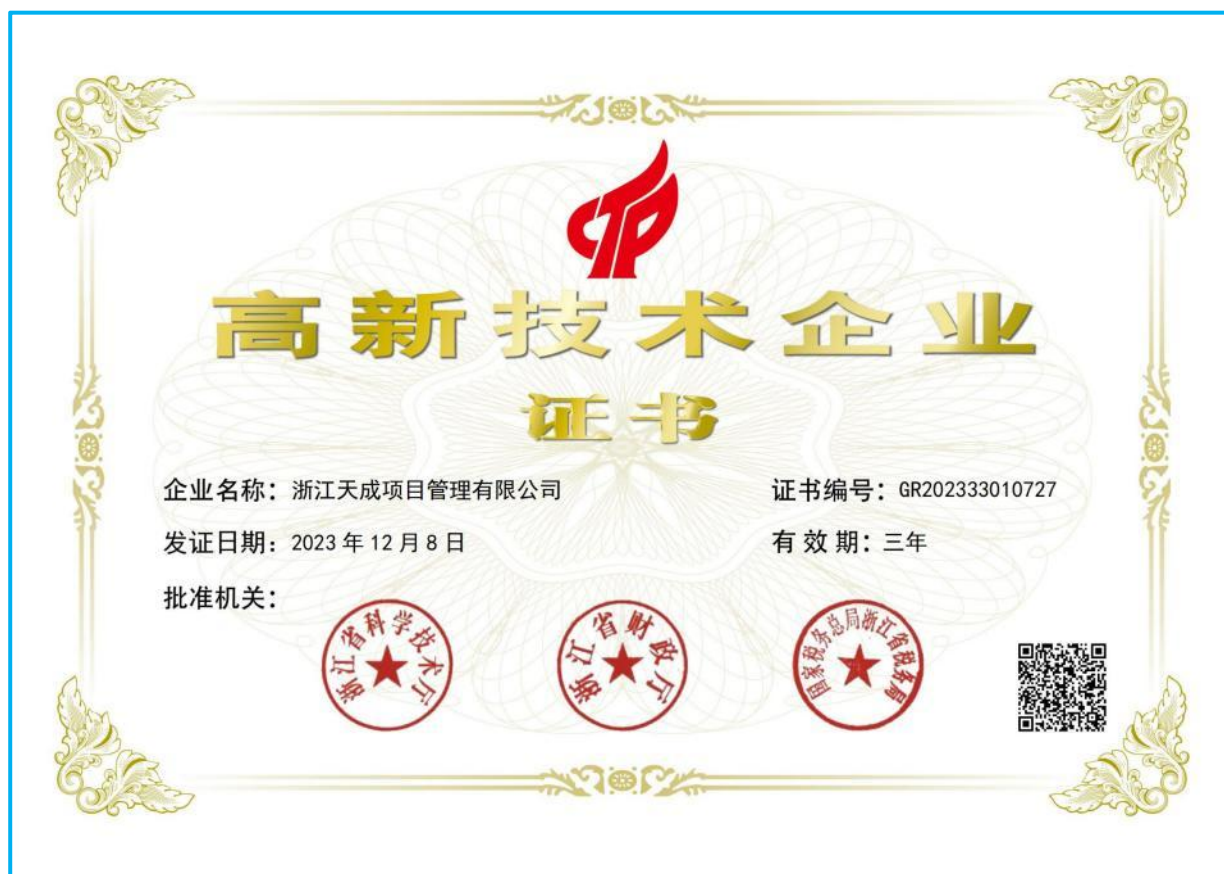 高新技术企业
证书
企业名称：浙江天成项目管理有限公司
证书编号：GR202333010727
发证日期：2023年12月8日
有效期：三年
批准机关：
浙江省科学技术厅
浙江省财政厅
国家税务总局浙江省税务局